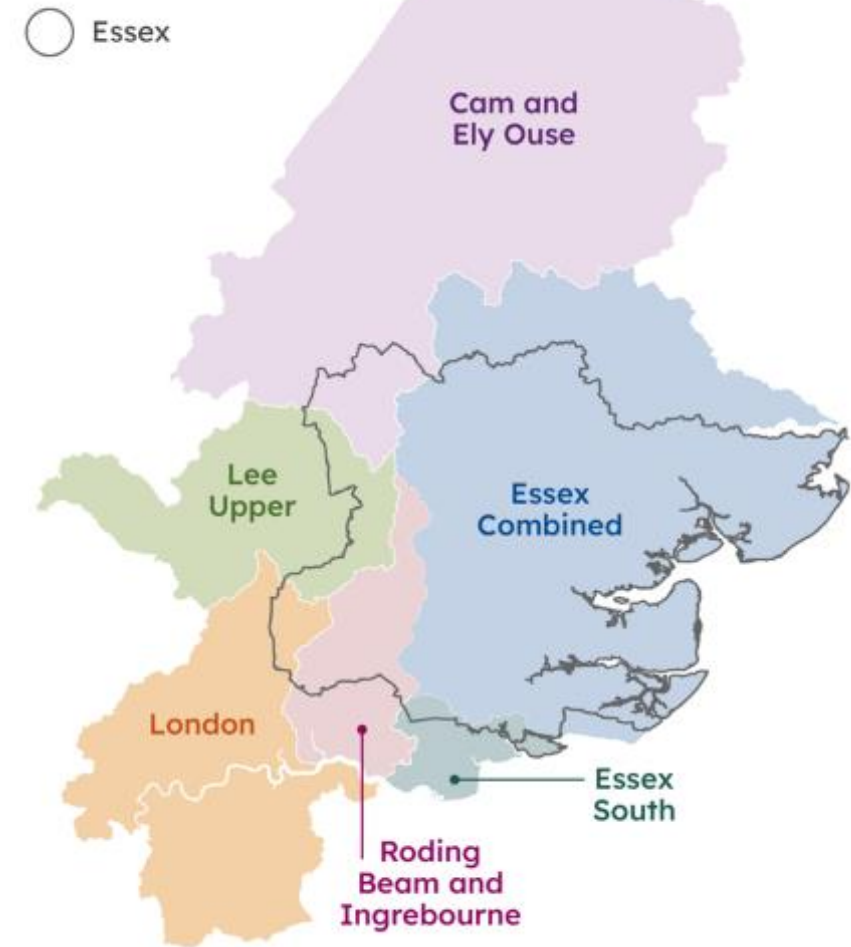 Essex
Cam and
Ely Ouse
Lee
Upper
Essex
Combined
London
Essex
South
Roding
Beam and
Ingrebourne